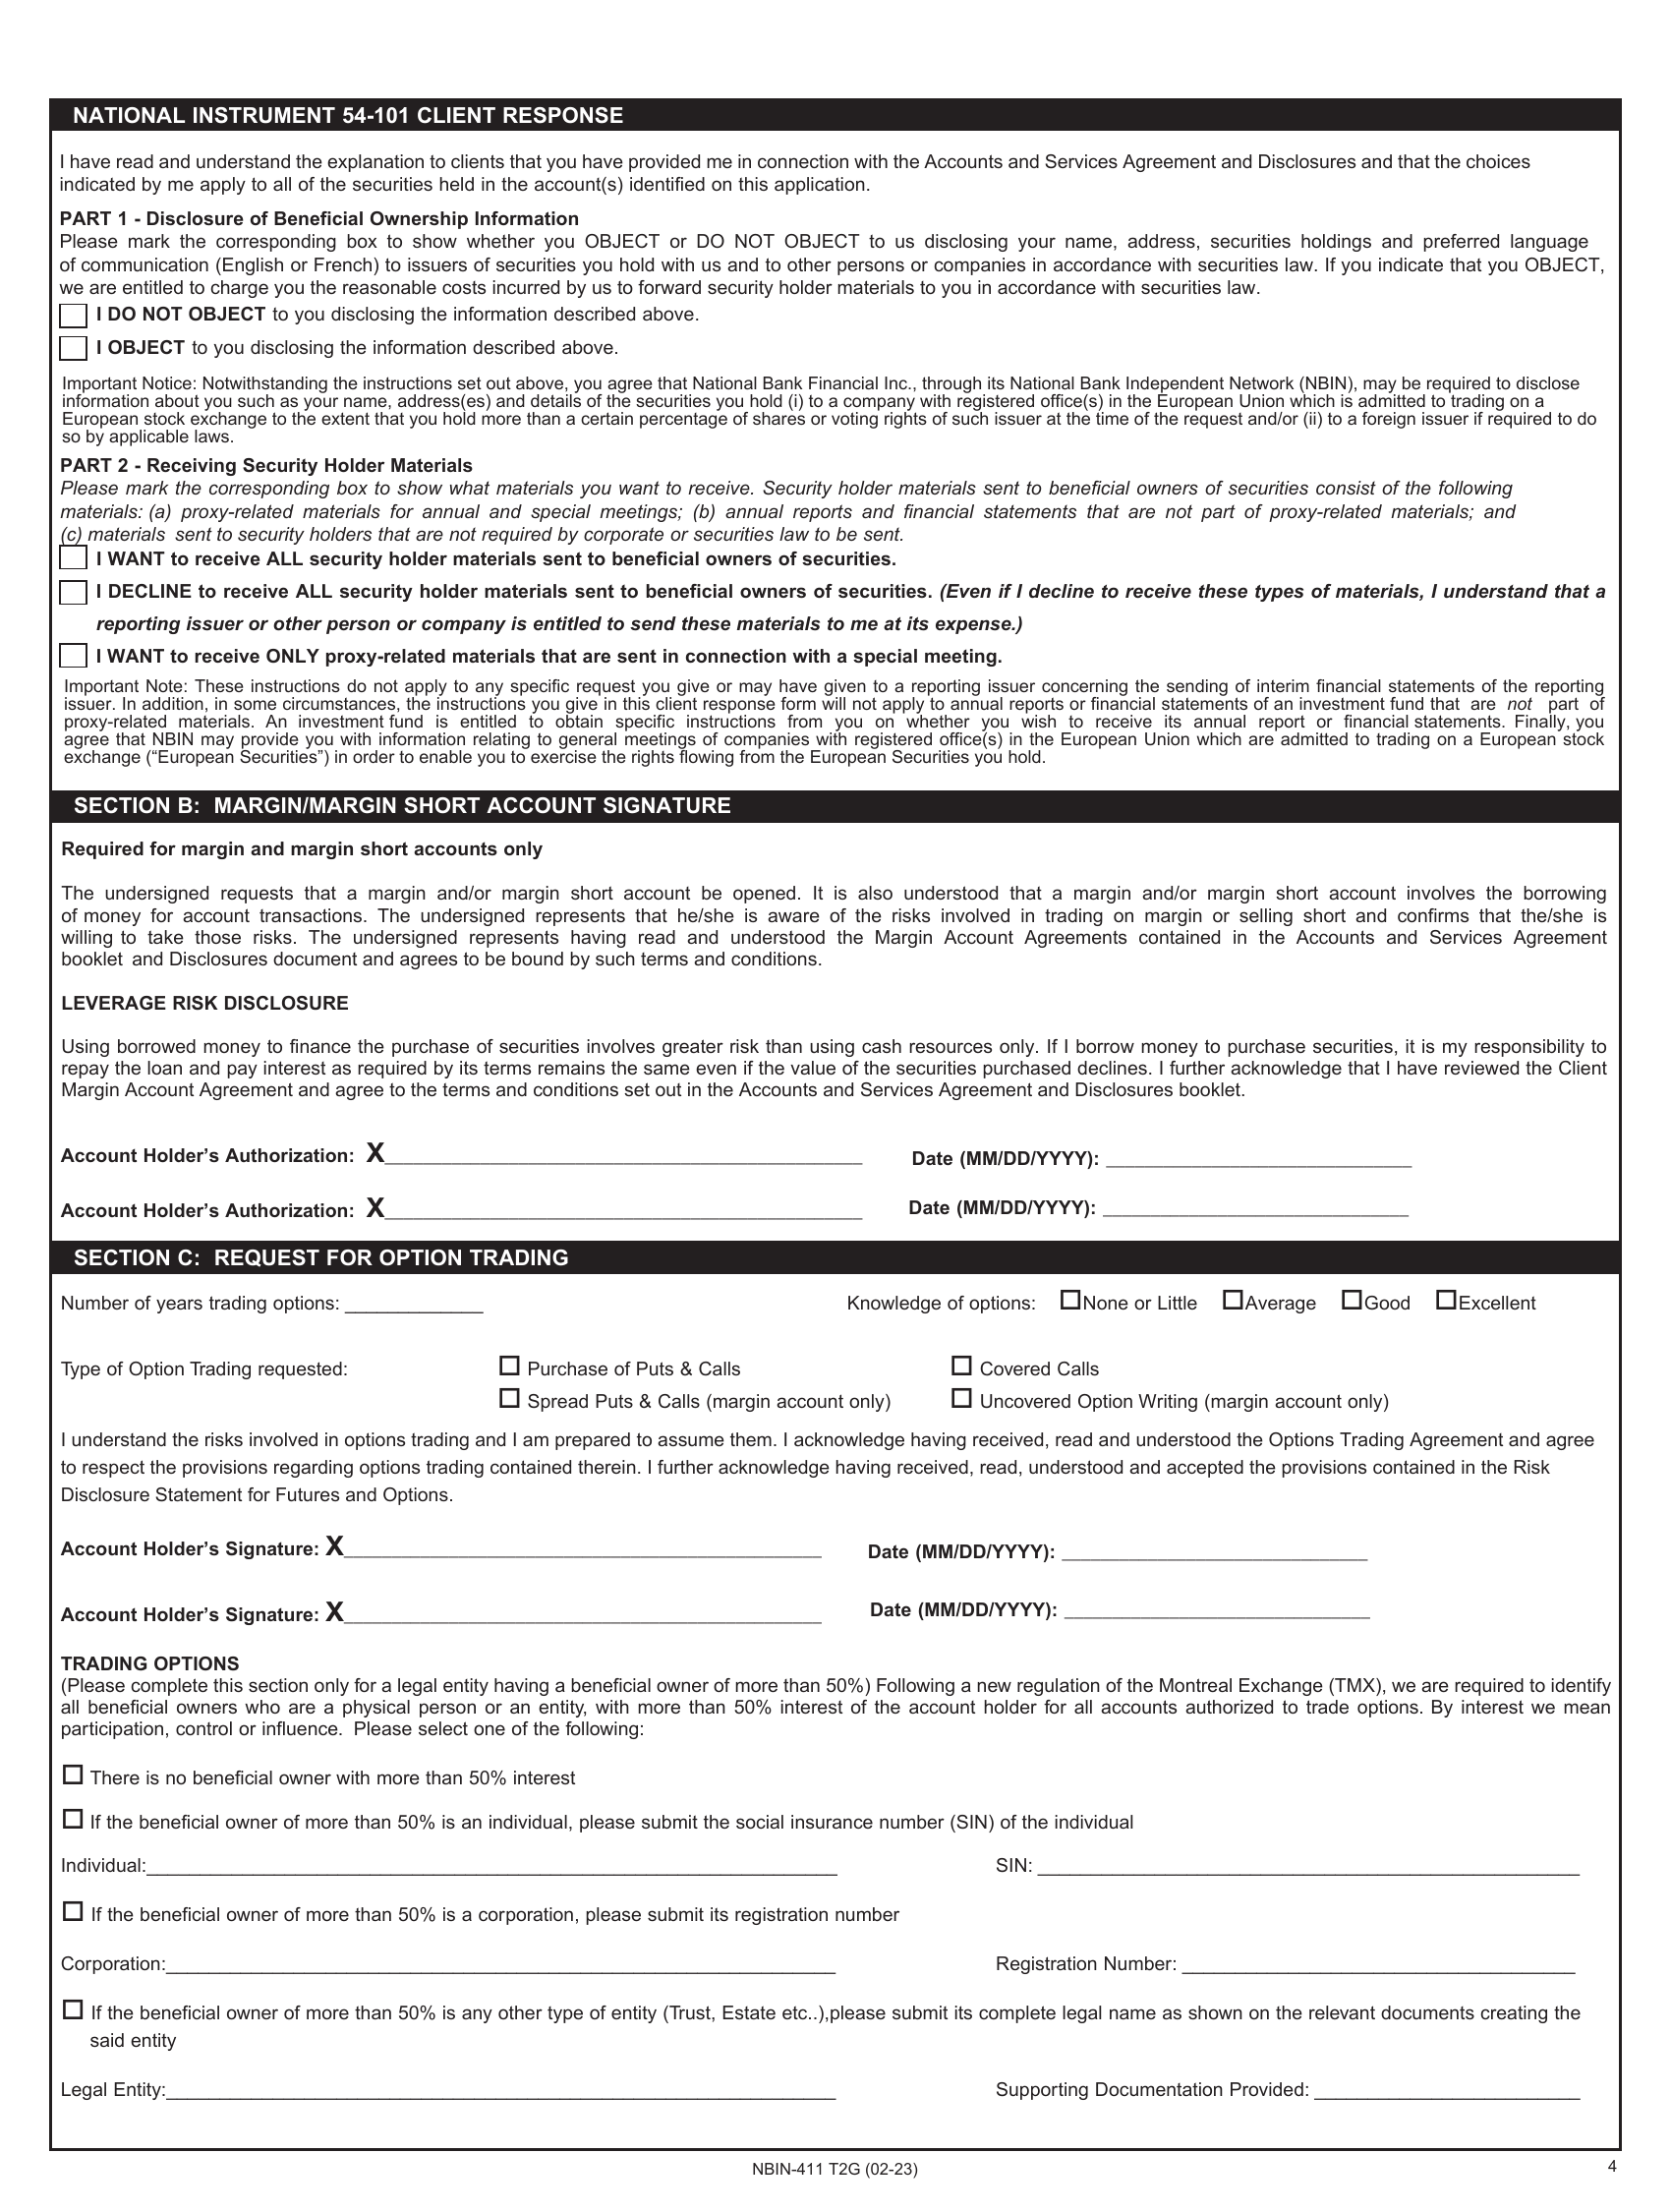 NATIONAL INSTRUMENT 54-101 CLIENT RESPONSE
I have read and understand the explanation to clients that you have provided me in connection with the Accounts and Services Agreement and Disclosures and that the choices
indicated by me apply to all of the securities held in the account(s) identified on this application.
PART 1 - Disclosure of Beneficial Ownership Information
Please mark the corresponding box to show whether you OBJECT or DO NOT OBJECT to us disclosing your name, address, securities holdings and preferred language
of communication (English or French) to issuers of securities you hold with us and to other persons or companies in accordance with securities law. If you indicate that you OBJECT,
we are entitled to charge you the reasonable costs incurred by us to forward security holder materials to you in accordance with securities law.
I DO NOT OBJECT to you disclosing the information described above.
I OBJECT to you disclosing the information described above.
Important Notice: Notwithstanding the instructions set out above, you agree that National Bank Financial Inc., through its National Bank Independent Network (NBIN), may be required to disclose
information about you such as your name, address(es) and details of the securities you hold (i) to a company with registered office(s) in the European Union which is admitted to trading on a
European stock exchange to the extent that you hold more than a certain percentage of shares or voting rights of such issuer at the time of the request and/or (ii) to a foreign issuer if required to do
so by applicable laws.
PART 2 - Receiving Security Holder Materials
Please mark the corresponding box to show what materials you want to receive. Security holder materials sent to beneficial owners of securities consist of the following
materials: (a) proxy-related materials for annual and special meetings; (b) annual reports and financial statements that are not part of proxy-related materials; and
(c) materials sent to security holders that are not required by corporate or securities law to be sent.
I WANT to receive ALL security holder materials sent to beneficial owners of securities.
I DECLINE to receive ALL security holder materials sent to beneficial owners of securities. (Even if I decline to receive these types of materials, I understand that a
reporting issuer or other person or company is entitled to send these materials to me at its expense.)
I WANT to receive ONLY proxy-related materials that are sent in connection with a special meeting.
Important Note: These instructions do not apply to any specific request you give or may have given to a reporting issuer concerning the sending of interim financial statements of the reporting
issuer. In addition, in some circumstances, the instructions you give in this client response form will not apply to annual reports or financial statements of an investment fund that are not part of
proxy-related materials. An investment fund is entitled to obtain specific instructions from you on whether you wish to receive its annual report or financial statements. Finally, you
agree that NBIN may provide you with information relating to general meetings of companies with registered office(s) in the European Union which are admitted to trading on a European stock
exchange (“European Securities”) in order to enable you to exercise the rights flowing from the European Securities you hold.
SECTION B: MARGIN/MARGIN SHORT ACCOUNT SIGNATURE
Required for margin and margin short accounts only
The undersigned requests that a margin and/or margin short account be opened. It is also understood that a margin and/or margin short account involves the borrowing
of money for account transactions. The undersigned represents that he/she is aware of the risks involved in trading on margin or selling short and confirms that the/she is
willing to take those risks. The undersigned represents having read and understood the Margin Account Agreements contained in the Accounts and Services Agreement
booklet and Disclosures document and agrees to be bound by such terms and conditions.
LEVERAGE RISK DISCLOSURE
Using borrowed money to finance the purchase of securities involves greater risk than using cash resources only. If I borrow money to purchase securities, it is my responsibility to
repay the loan and pay interest as required by its terms remains the same even if the value of the securities purchased declines. I further acknowledge that I have reviewed the Client
Margin Account Agreement and agree to the terms and conditions set out in the Accounts and Services Agreement and Disclosures booklet.
Account Holder’s Authorization: X____ Date (MM/DD/YYYY): ____
Account Holder’s Authorization: X____ Date (MM/DD/YYYY): ____
SECTION C: REQUEST FOR OPTION TRADING
Number of years trading options: ____ Knowledge of options: ☐None or Little ☐Average ☐Good ☐Excellent
Type of Option Trading requested: ☐ Purchase of Puts & Calls ☐ Covered Calls
☐ Spread Puts & Calls (margin account only) ☐ Uncovered Option Writing (margin account only)
I understand the risks involved in options trading and I am prepared to assume them. I acknowledge having received, read and understood the Options Trading Agreement and agree
to respect the provisions regarding options trading contained therein. I further acknowledge having received, read, understood and accepted the provisions contained in the Risk
Disclosure Statement for Futures and Options.
Account Holder’s Signature: X____ Date (MM/DD/YYYY): ____
Account Holder’s Signature: X____ Date (MM/DD/YYYY): ____
TRADING OPTIONS
(Please complete this section only for a legal entity having a beneficial owner of more than 50%) Following a new regulation of the Montreal Exchange (TMX), we are required to identify
all beneficial owners who are a physical person or an entity, with more than 50% interest of the account holder for all accounts authorized to trade options. By interest we mean
participation, control or influence. Please select one of the following:
☐ There is no beneficial owner with more than 50% interest
☐ If the beneficial owner of more than 50% is an individual, please submit the social insurance number (SIN) of the individual
Individual:____ SIN: ____
☐ If the beneficial owner of more than 50% is a corporation, please submit its registration number
Corporation:____ Registration Number: ____
☐ If the beneficial owner of more than 50% is any other type of entity (Trust, Estate etc..),please submit its complete legal name as shown on the relevant documents creating the
said entity
Legal Entity:____ Supporting Documentation Provided: ____
NBIN-411 T2G (02-23) 4